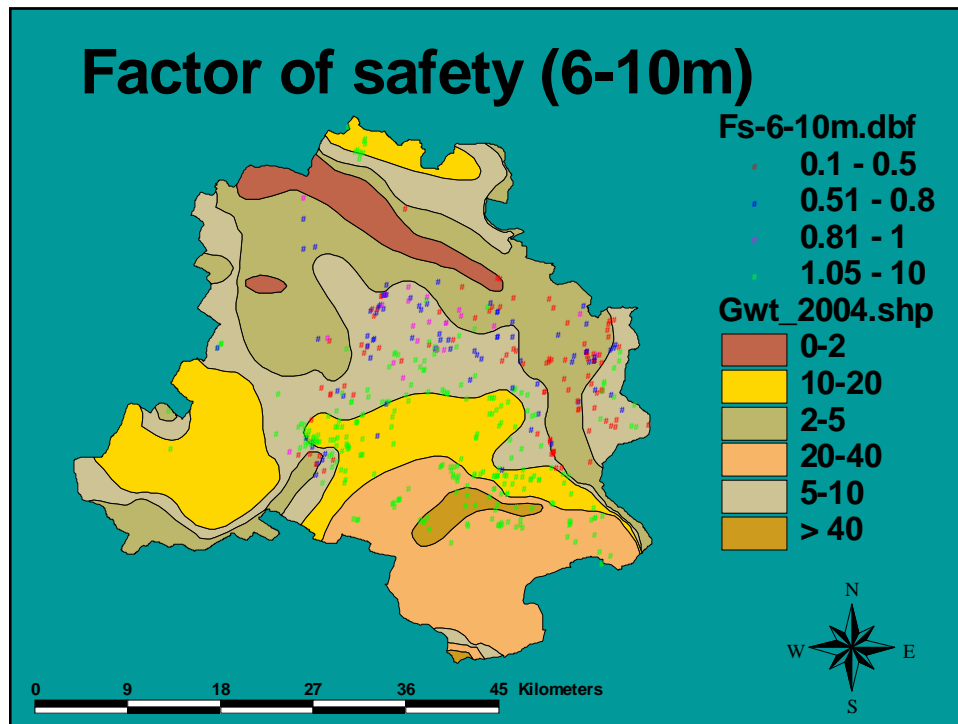 Factor of safety (6-10m)
Fs-6-10m.dbf
# 0.1 - 0.5
# 0.51 - 0.8
# 0.81 - 1
# 1.05 - 10
Gwt_2004.shp
0-2
10-20
2-5
20-40
5-10
> 40
N
W E
S
0 9 18 27 36 45 Kilometers